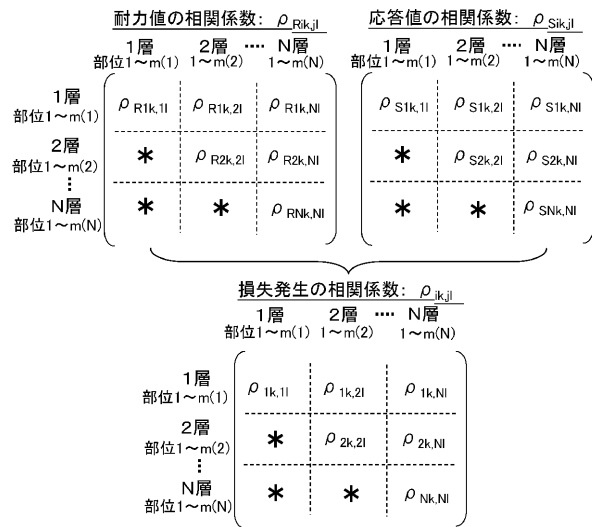 耐力値の相関係数: ρRik,jl
1層 2層 ···· N層
部位1～m(1) 1～m(2) 1～m(N)
1層
部位1～m(1)
ρR1k,1l ρR1k,2l ρR1k,Nl
2層
部位1～m(2)
* ρR2k,2l ρR2k,Nl
⋮
N層
部位1～m(N)
* * ρRNk,Nl
応答値の相関係数: ρSik,jl
1層 2層 ···· N層
部位1～m(1) 1～m(2) 1～m(N)
ρS1k,1l ρS1k,2l ρS1k,Nl
* ρS2k,2l ρS2k,Nl
* * ρSNk,Nl
損失発生の相関係数: ρik,jl
1層 2層 ···· N層
部位1～m(1) 1～m(2) 1～m(N)
1層
部位1～m(1)
ρ1k,1l ρ1k,2l ρ1k,Nl
2層
部位1～m(2)
* ρ2k,2l ρ2k,Nl
⋮
N層
部位1～m(N)
* * ρNk,Nl